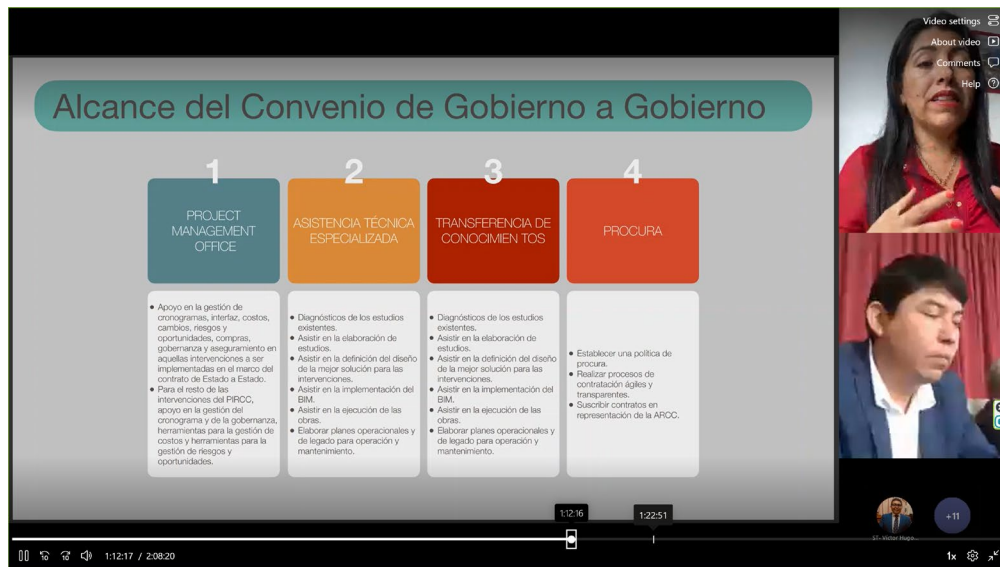 Video settings
About video
Comments
Help
Alcance del Convenio de Gobierno a Gobierno
1
PROJECT
MANAGEMENT
OFFICE
2
ASISTENCIA TÉCNICA
ESPECIALIZADA
3
TRANSFERENCIA DE
CONOCIMIEN TOS
4
PROCURA
Apoyo en la gestión de
cronogramas, interfaz, costos,
cambios, riesgos y
oportunidades, compras,
gobernanza y aseguramiento en
aquellas intervenciones a ser
implementadas en el marco del
contrato de Estado a Estado.
Para el resto de las
intervenciones del PIRCC,
apoyo en la gestión del
cronograma y de la gobernanza,
herramientas para la gestión de
costos y herramientas para la
gestión de riesgos y
oportunidades.
Diagnósticos de los estudios
existentes.
Asistir en la elaboración de
estudios.
Asistir en la definición del diseño
de la mejor solución para las
intervenciones.
Asistir en la implementación del
BIM.
Asistir en la ejecución de las
obras.
Elaborar planes operacionales y
de legado para operación y
mantenimiento.
Diagnósticos de los estudios
existentes.
Asistir en la elaboración de
estudios.
Asistir en la definición del diseño
de la mejor solución para las
intervenciones.
Asistir en la implementación del
BIM.
Asistir en la ejecución de las
obras.
Elaborar planes operacionales y
de legado para operación y
mantenimiento.
Establecer una política de
procura.
Realizar procesos de
contratación ágiles y
transparentes.
Suscribir contratos en
representación de la ARCC.
+11
ST- Victor Hugo...
1:12:16
1:22:51
10
10
1:12:17 / 2:08:20
1x